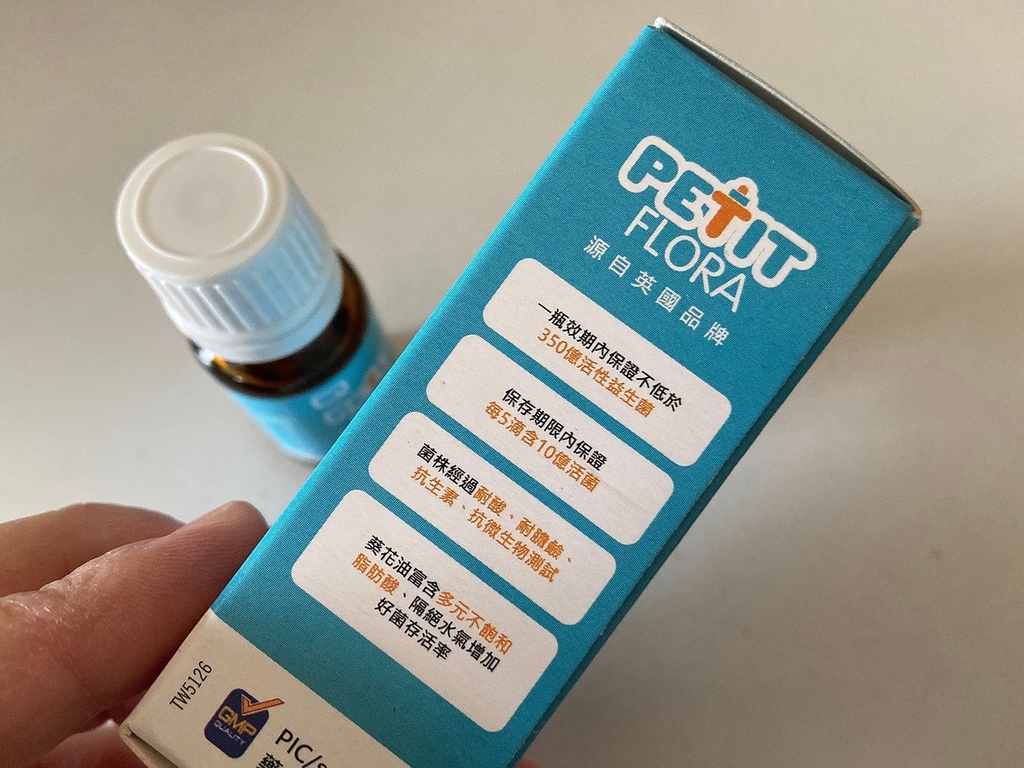 PETIT
FLORA
源自英國品牌
一瓶效期內保證不低於
350億活性益生菌
保存期限內保證
每5滴含10億活菌
菌株經過耐酸、耐膽鹼、
抗生素、抗微生物測試
葵花油富含多元不飽和
脂肪酸、隔絕水氣增加
好菌存活率
TW5126
GMP
QUALITY
PIC/S
藥